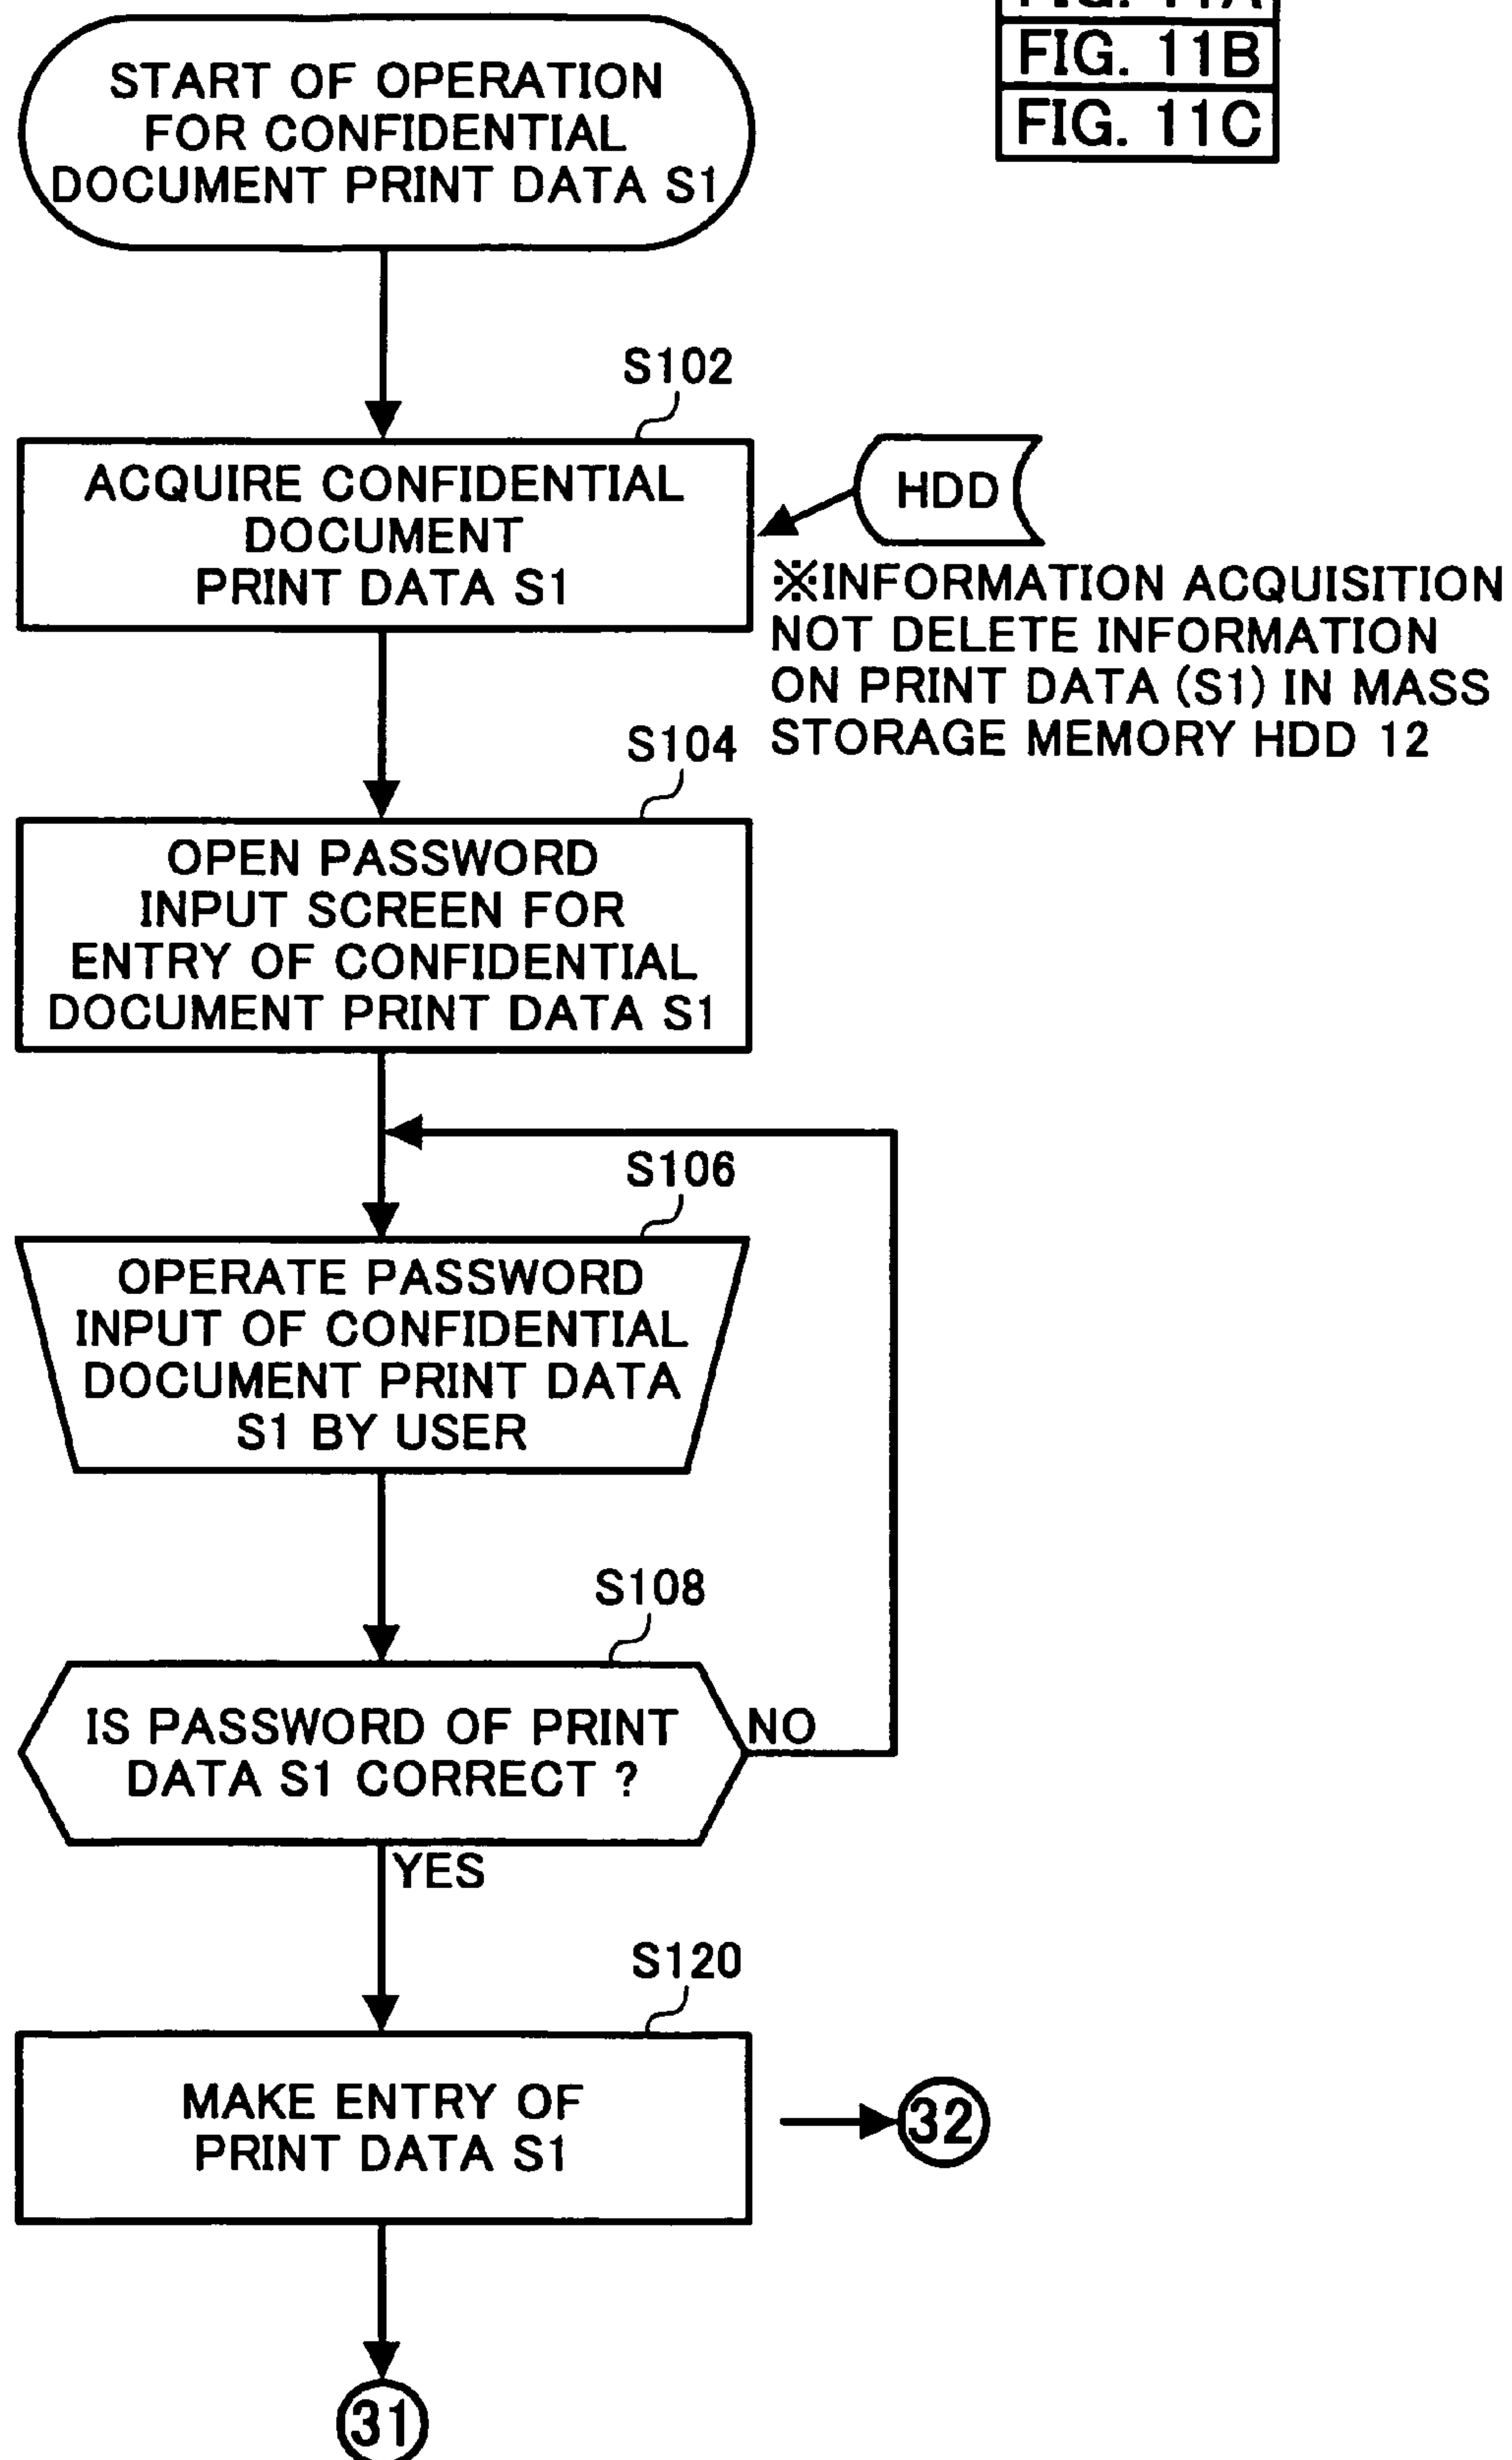 FIG. 11A
FIG. 11B
FIG. 11C
START OF OPERATION
FOR CONFIDENTIAL
DOCUMENT PRINT DATA S1
S102
ACQUIRE CONFIDENTIAL
DOCUMENT
PRINT DATA S1
HDD
※INFORMATION ACQUISITION
NOT DELETE INFORMATION
ON PRINT DATA (S1) IN MASS
STORAGE MEMORY HDD 12
S104
OPEN PASSWORD
INPUT SCREEN FOR
ENTRY OF CONFIDENTIAL
DOCUMENT PRINT DATA S1
S106
OPERATE PASSWORD
INPUT OF CONFIDENTIAL
DOCUMENT PRINT DATA
S1 BY USER
S108
IS PASSWORD OF PRINT
DATA S1 CORRECT ?
NO
YES
S120
MAKE ENTRY OF
PRINT DATA S1
32
31